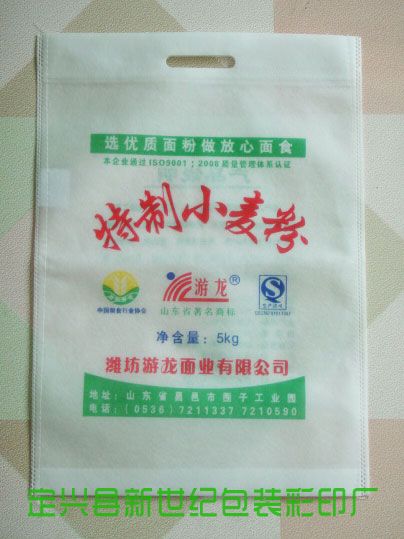 选优质面粉做放心面食
本企业通过ISO9001：2008质量管理体系认证
特制小麦粉
中国粮食行业协会
游龙®
山东省著名商标
净含量：5kg
潍坊游龙面业有限公司
地址：山东省昌邑市围子工业园
电话：（0536）7211337 7210590
定兴县新世纪包装彩印厂